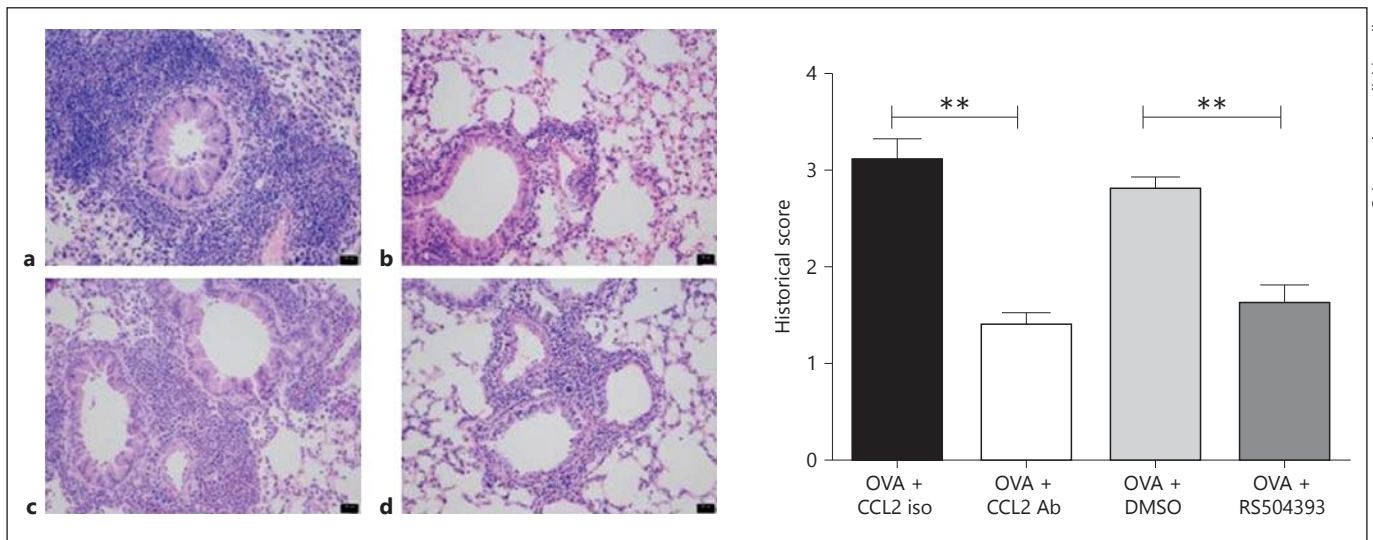 a
b
c
d
Historical score
4
3
2
1
0
**
**
OVA +
CCL2 iso
OVA +
CCL2 Ab
OVA +
DMSO
OVA +
RS504393